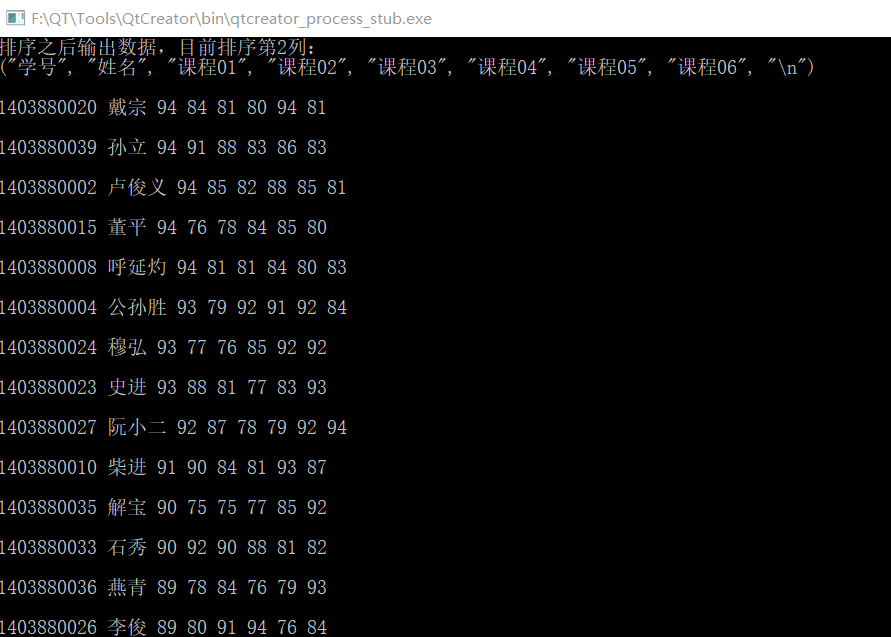 F:\QT\Tools\QtCreator\bin\qtcreator_process_stub.exe
排序之后输出数据，目前排序第2列：
("学号", "姓名", "课程01", "课程02", "课程03", "课程04", "课程05", "课程06", "\n")
1403880020 戴宗 94 84 81 80 94 81
1403880039 孙立 94 91 88 83 86 83
1403880002 卢俊义 94 85 82 88 85 81
1403880015 董平 94 76 78 84 85 80
1403880008 呼延灼 94 81 81 84 80 83
1403880004 公孙胜 93 79 92 91 92 84
1403880024 穆弘 93 77 76 85 92 92
1403880023 史进 93 88 81 77 83 93
1403880027 阮小二 92 87 78 79 92 94
1403880010 柴进 91 90 84 81 93 87
1403880035 解宝 90 75 75 77 85 92
1403880033 石秀 90 92 90 88 81 82
1403880036 燕青 89 78 84 76 79 93
1403880026 李俊 89 80 91 94 76 84